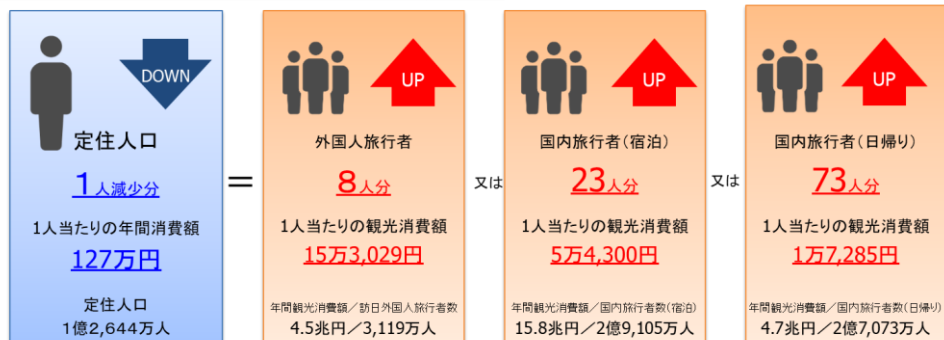 DOWN
定住人口
1人減少分
1人当たりの年間消費額
127万円
定住人口
1億2,644万人
＝
UP
外国人旅行者
8人分
1人当たりの観光消費額
15万3,029円
年間観光消費額／訪日外国人旅行者数
4.5兆円／3,119万人
又は
UP
国内旅行者(宿泊)
23人分
1人当たりの観光消費額
5万4,300円
年間観光消費額／国内旅行者数(宿泊)
15.8兆円／2億9,105万人
又は
UP
国内旅行者(日帰り)
73人分
1人当たりの観光消費額
1万7,285円
年間観光消費額／国内旅行者数(日帰り)
4.7兆円／2億7,073万人